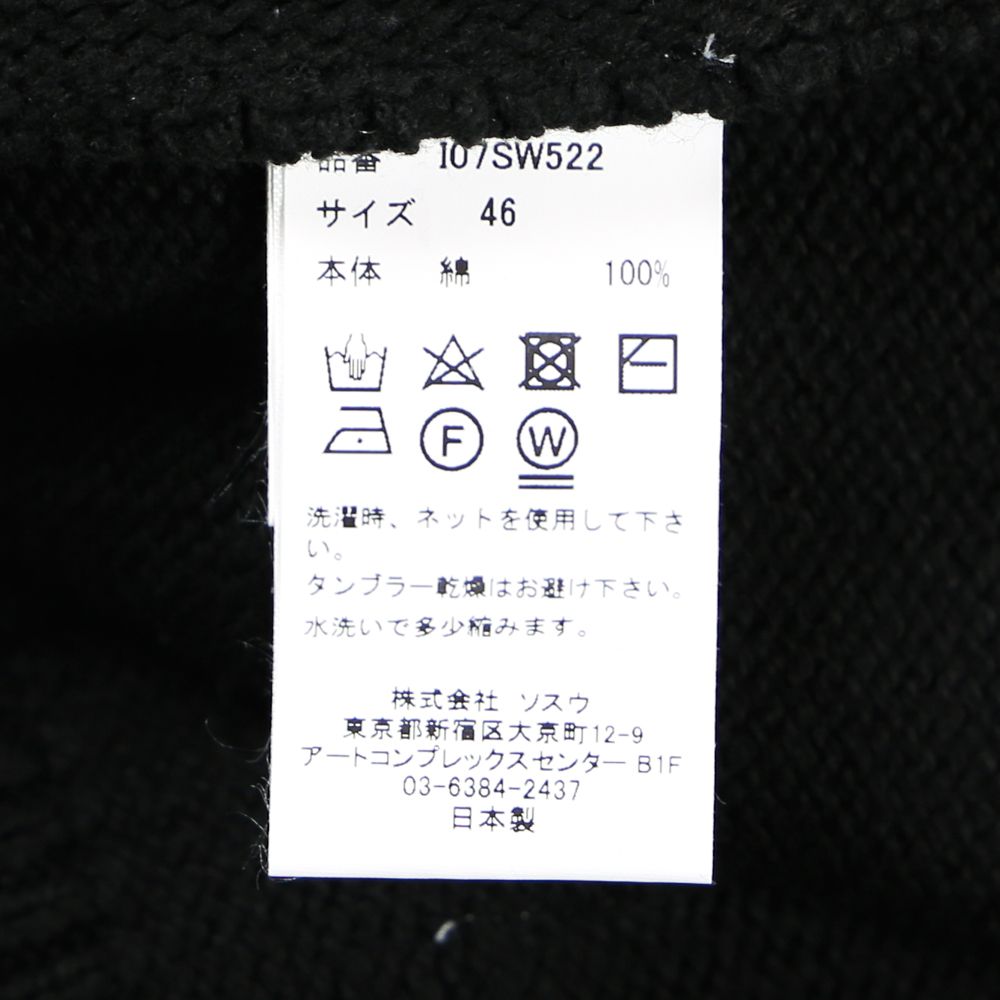 品番 I07SW522
サイズ 46
本体 綿 100%
F W
洗濯時、ネットを使用して下さ
い。
タンブラー乾燥はお避け下さい。
水洗いで多少縮みます。
株式会社 ソスウ
東京都新宿区大京町12-9
アートコンプレックスセンター B1F
03-6384-2437
日本製